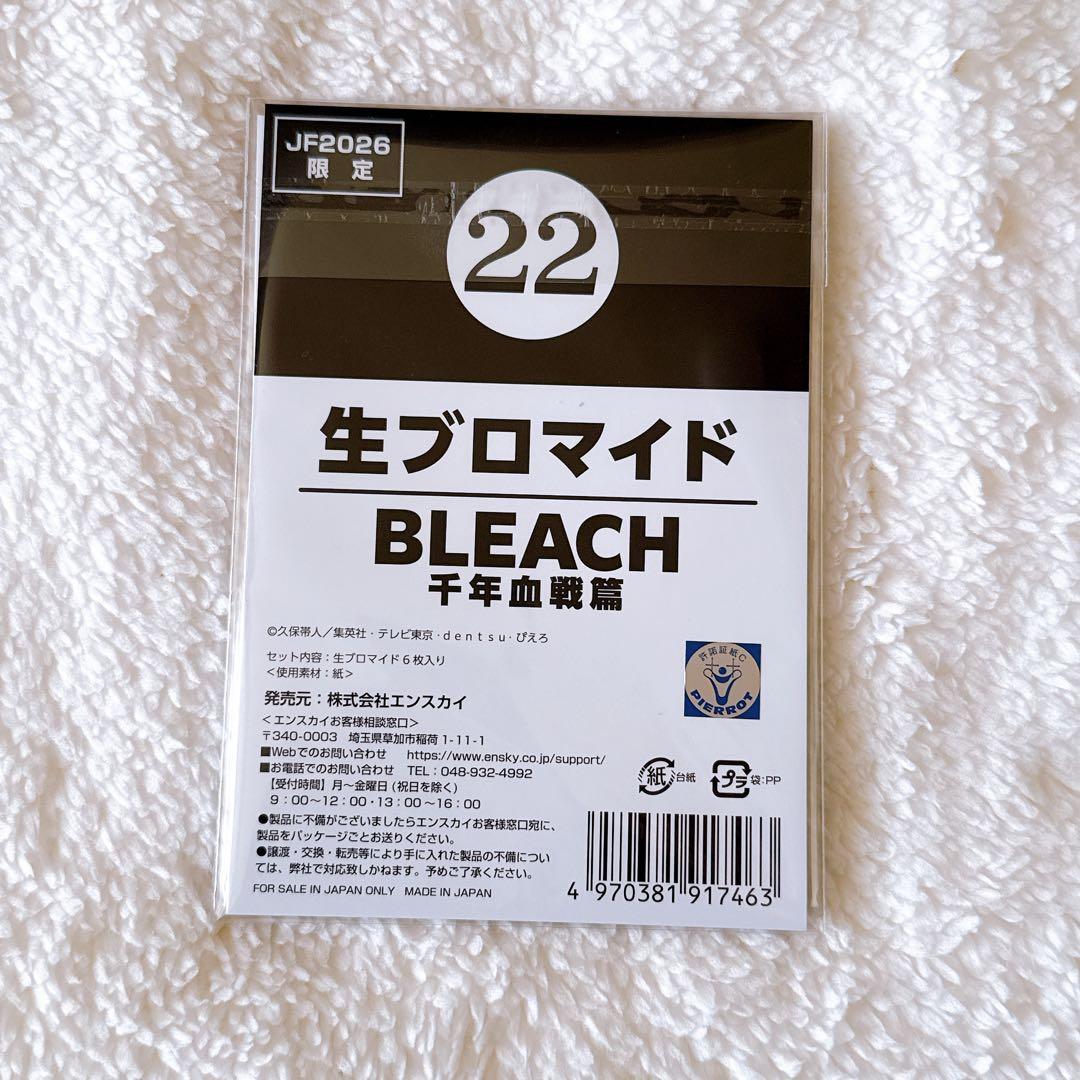 JF2026
限定
22
生ブロマイド
BLEACH
千年血戦篇
©久保帯人／集英社・テレビ東京・dentsu・ぴえろ
セット内容：生ブロマイド6枚入り
＜使用素材：紙＞
発売元：株式会社エンスカイ
＜エンスカイお客様相談窓口＞
〒340-0003 埼玉県草加市稲荷1-11-1
■Webでのお問い合わせ https://www.ensky.co.jp/support/
■お電話でのお問い合わせ TEL：048-932-4992
【受付時間】月～金曜日(祝日を除く)
9：00～12：00・13：00～16：00
●製品に不備がございましたらエンスカイお客様窓口宛に、
製品をパッケージごとお送りください。
●譲渡・交換・転売等により手に入れた製品の不備につい
ては、弊社で対応致しかねます。予めご了承ください。
FOR SALE IN JAPAN ONLY MADE IN JAPAN
許諾証紙C
PIERROT
紙 台紙
プラ 袋:PP
4 970381 917463